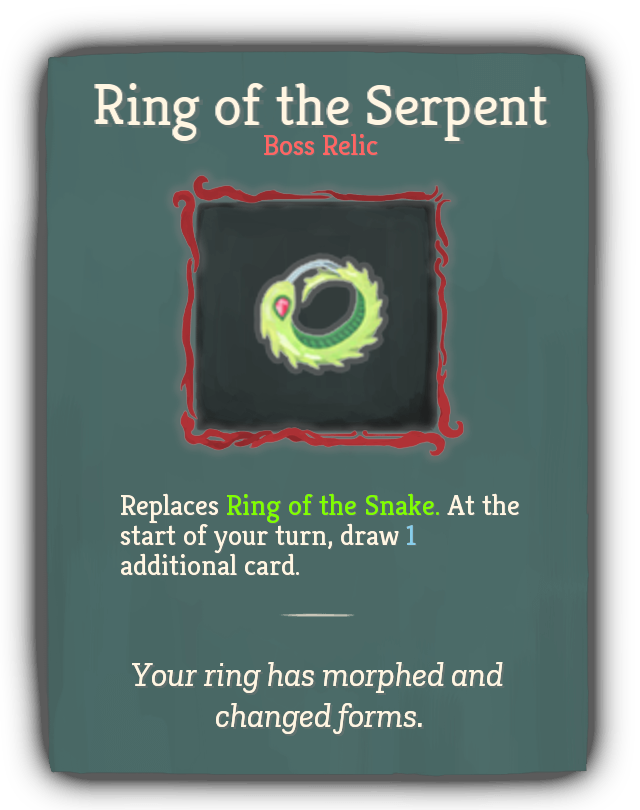 Ring of the Serpent
Boss Relic
Replaces Ring of the Snake. At the
start of your turn, draw 1
additional card.
Your ring has morphed and
changed forms.